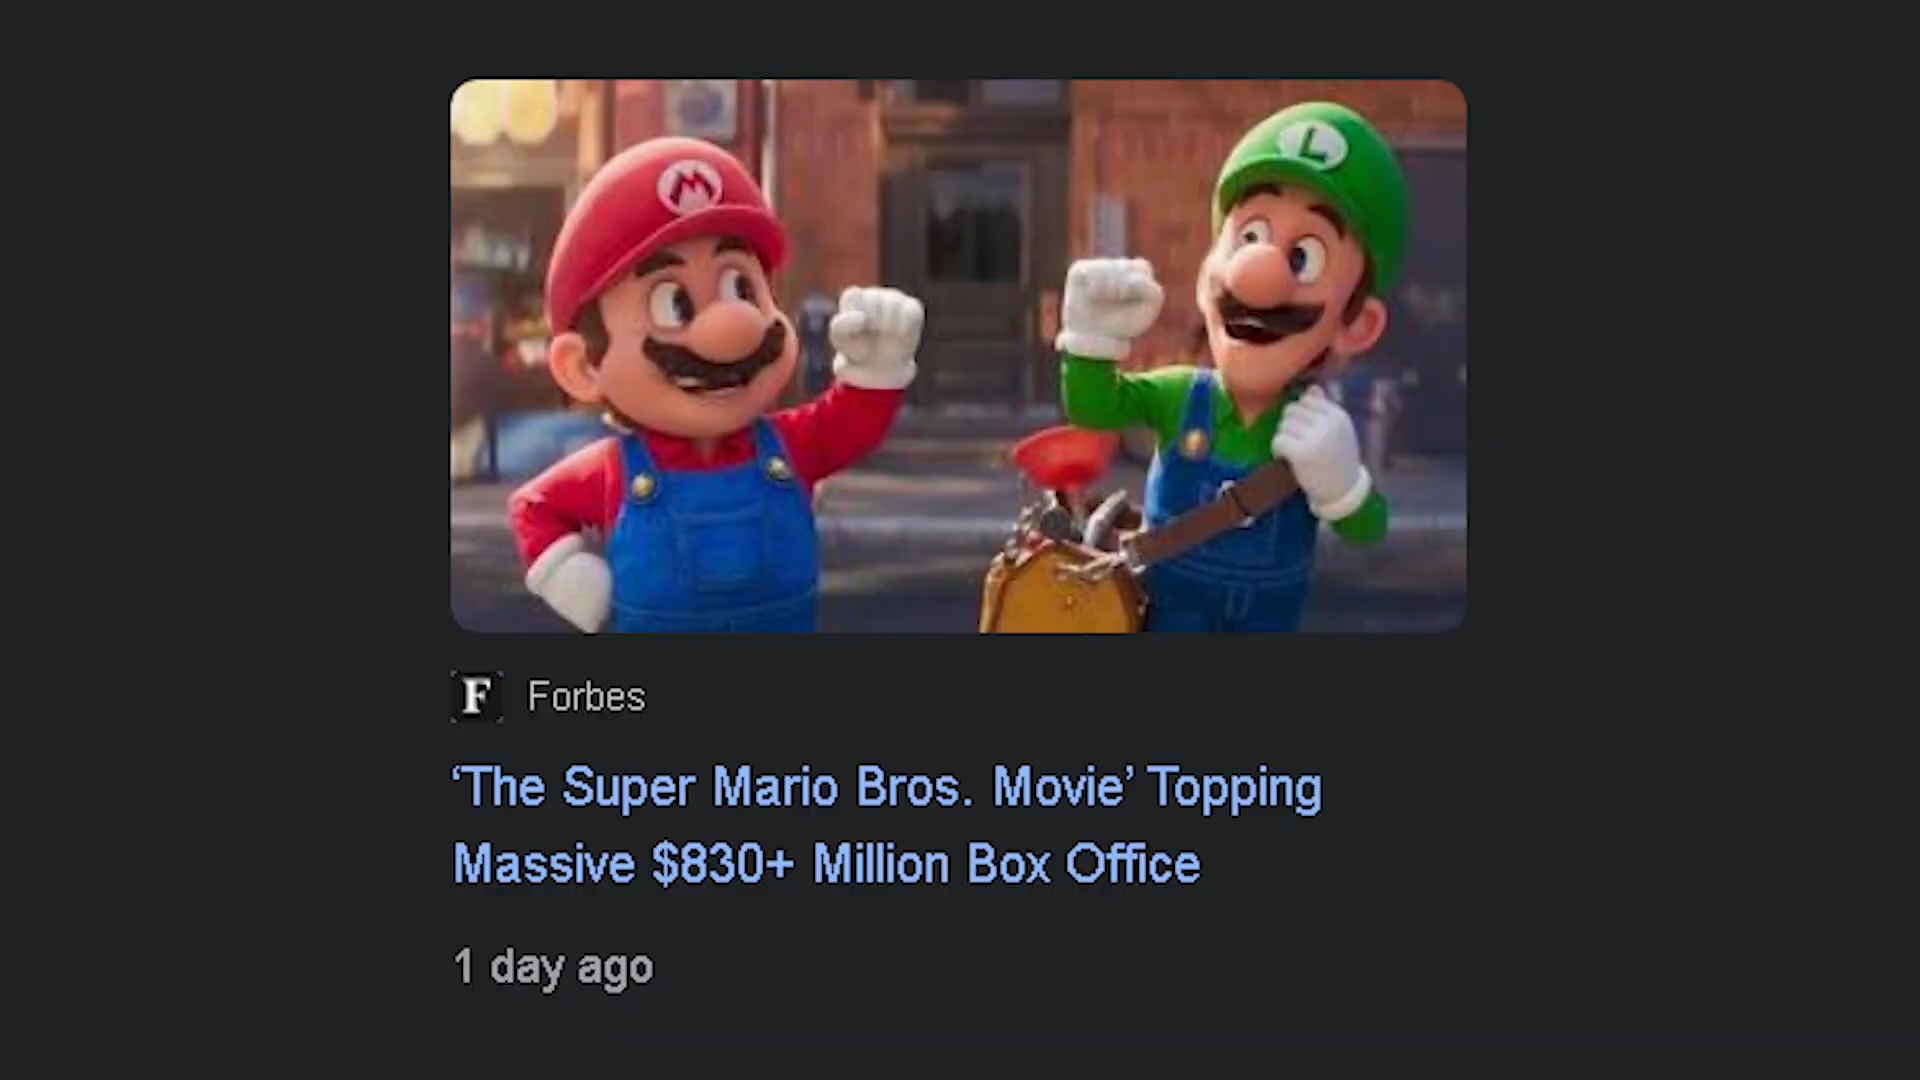 M
L
F Forbes
‘The Super Mario Bros. Movie’ Topping
Massive $830+ Million Box Office
1 day ago